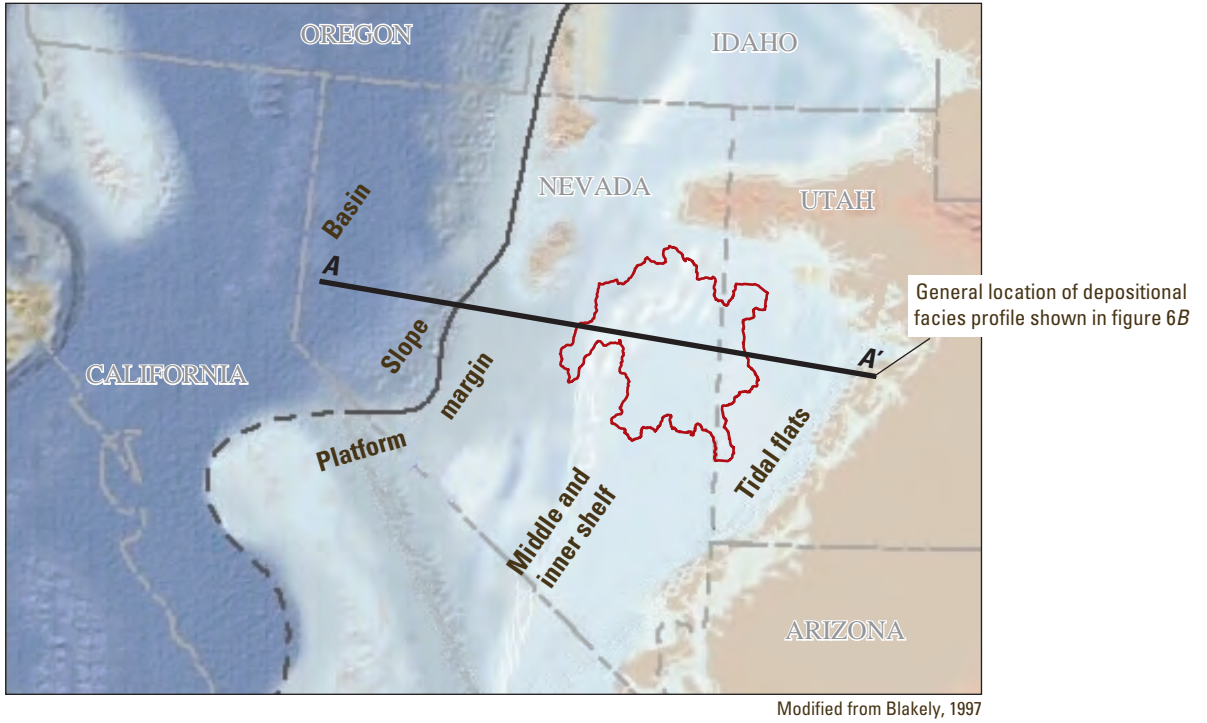 OREGON
IDAHO
NEVADA
UTAH
Basin
A
General location of depositional
facies profile shown in figure 6B
Slope
A′
CALIFORNIA
margin
Platform
Tidal flats
Middle and
inner shelf
ARIZONA
Modified from Blakely, 1997